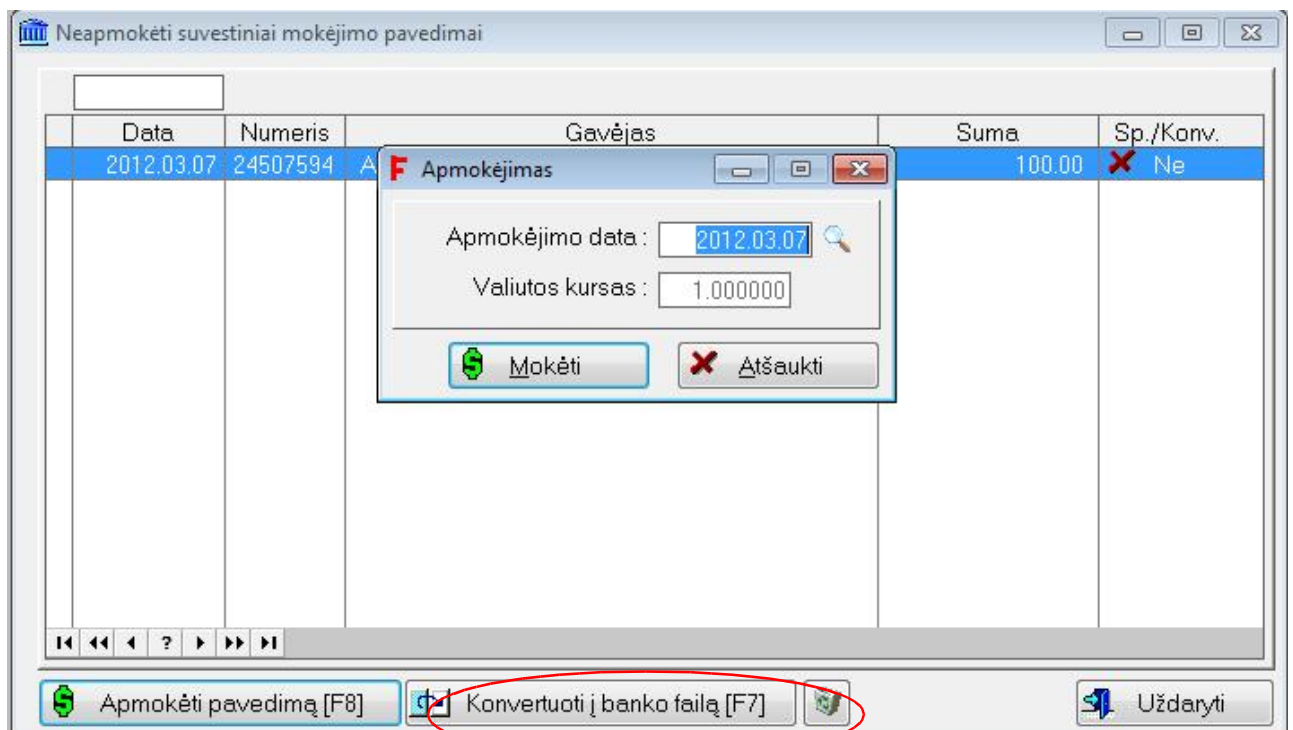 Neapmokėti suvestiniai mokėjimo pavedimai
Data Numeris Gavėjas Suma Sp./Konv.
2012.03.07 24507594 A 100.00 Ne
Apmokėjimas
Apmokėjimo data : 2012.03.07
Valiutos kursas : 1.000000
Mokėti Atšaukti
Apmokėti pavedimą [F8] Konvertuoti į banko failą [F7] Uždaryti